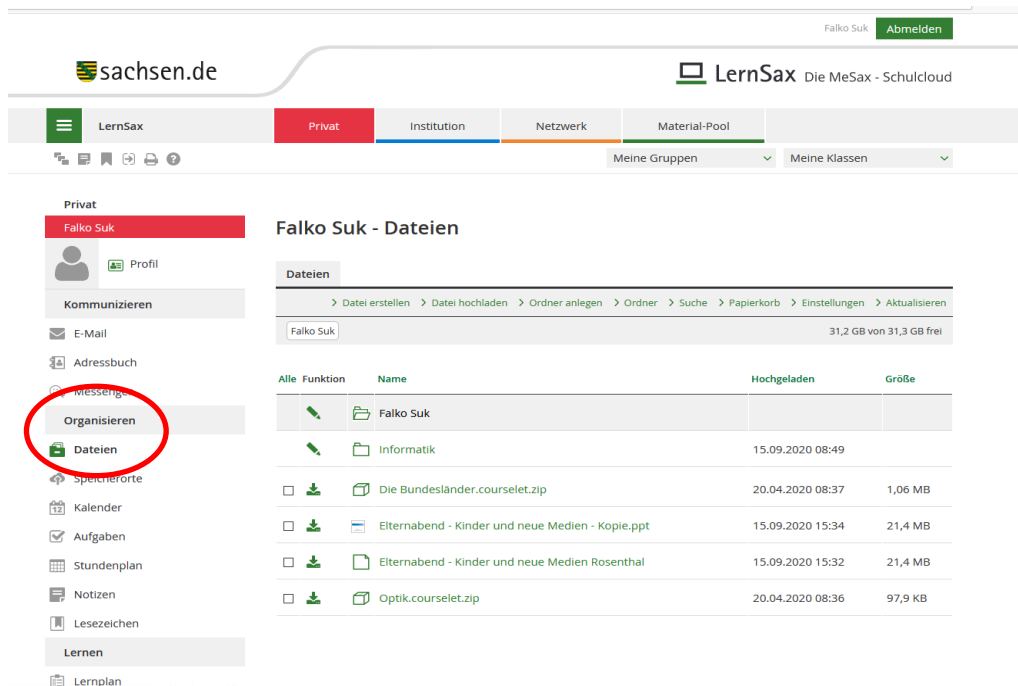 Falko Suk Abmelden
sachsen.de
LernSax Die MeSax - Schulcloud
LernSax Privat Institution Netzwerk Material-Pool
Meine Gruppen Meine Klassen
Privat
Falko Suk
Profil
Kommunizieren
E-Mail
Adressbuch
Messenger
Organisieren
Dateien
Speicherorte
12 Kalender
Aufgaben
Stundenplan
Notizen
Lesezeichen
Lernen
Lernplan
Falko Suk - Dateien
Dateien
> Datei erstellen > Datei hochladen > Ordner anlegen > Ordner > Suche > Papierkorb > Einstellungen > Aktualisieren
Falko Suk 31,2 GB von 31,3 GB frei
Alle Funktion Name Hochgeladen Größe
Falko Suk
Informatik 15.09.2020 08:49
Die Bundesländer.courselet.zip 20.04.2020 08:37 1,06 MB
Elternabend - Kinder und neue Medien - Kopie.ppt 15.09.2020 15:34 21,4 MB
Elternabend - Kinder und neue Medien Rosenthal 15.09.2020 15:32 21,4 MB
Optik.courselet.zip 20.04.2020 08:36 97,9 KB